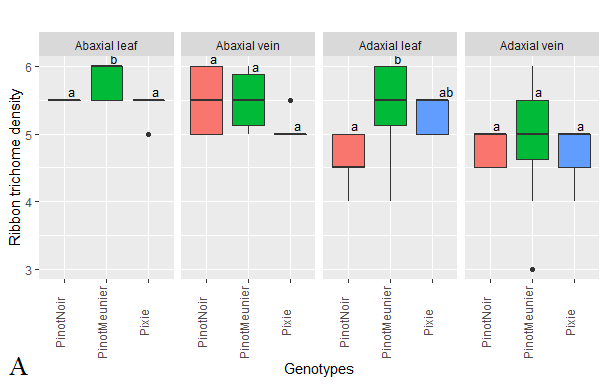 Abaxial leaf Abaxial vein Adaxial leaf Adaxial vein
a b a a a a a b ab a a a
Ribbon trichome density
6
5
4
3
PinotNoir PinotMeunier Pixie PinotNoir PinotMeunier Pixie PinotNoir PinotMeunier Pixie PinotNoir PinotMeunier Pixie
A
Genotypes